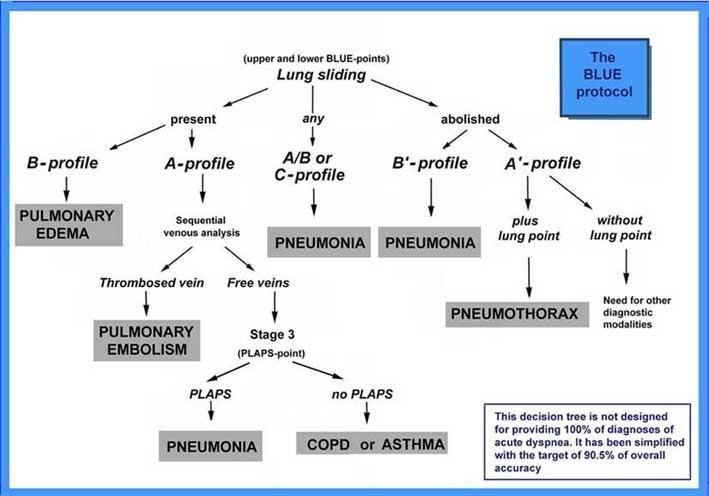 (upper and lower BLUE-points)
Lung sliding
The
BLUE
protocol
present
any
abolished
B-profile
A-profile
A/B or
C-profile
B'-profile
A'-profile
PULMONARY
EDEMA
Sequential
venous analysis
PNEUMONIA
PNEUMONIA
plus
lung point
without
lung point
Thrombosed vein
Free veins
PULMONARY
EMBOLISM
Stage 3
(PLAPS-point)
PNEUMOTHORAX
Need for other
diagnostic
modalities
PLAPS
no PLAPS
PNEUMONIA
COPD or ASTHMA
This decision tree is not designed
for providing 100% of diagnoses of
acute dyspnea. It has been simplified
with the target of 90.5% of overall
accuracy